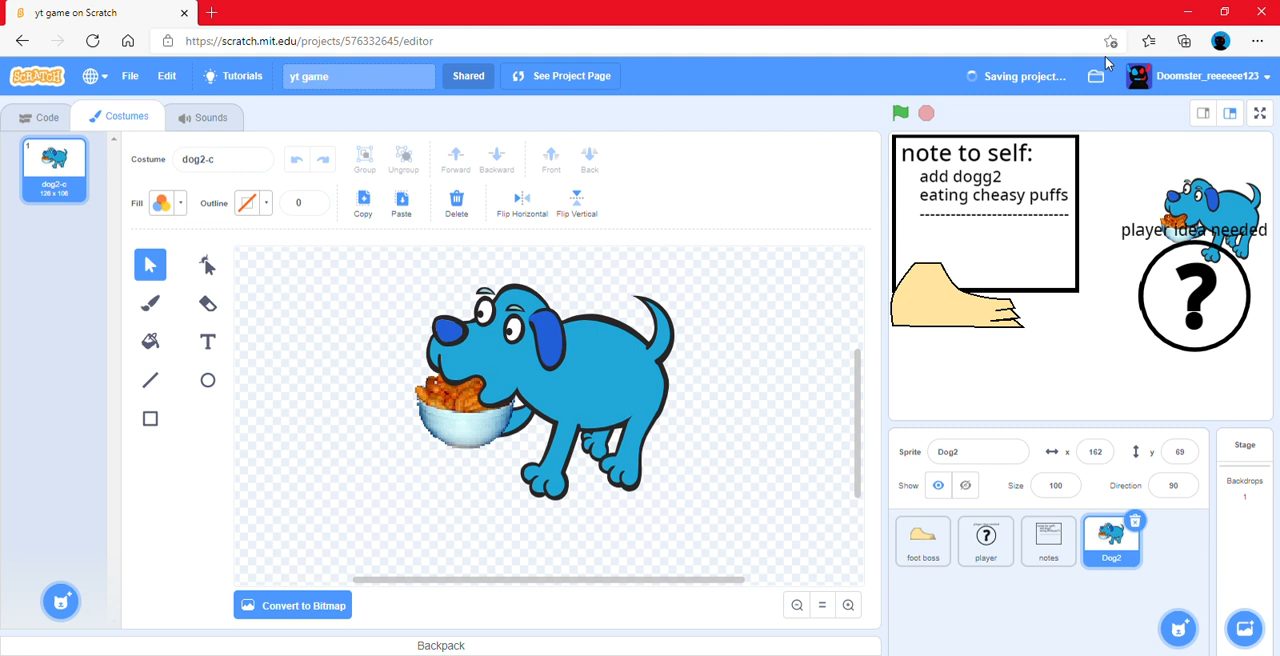 yt game on Scratch
https://scratch.mit.edu/projects/576332645/editor
SCRATCH File Edit Tutorials yt game Shared See Project Page Saving project... Doomster_reeeeee123
Code Costumes Sounds
1
dog2-c
126 x 106
Costume dog2-c Group Ungroup Forward Backward Front Back
Fill Outline 0 Copy Paste Delete Flip Horizontal Flip Vertical
T
Convert to Bitmap
Backpack
note to self:
add dogg2
eating cheasy puffs
-----------------------------
player idea needed
?
Sprite Dog2 x 162 y 69
Show Size 100 Direction 90
foot boss player notes Dog2
Stage
Backdrops
1